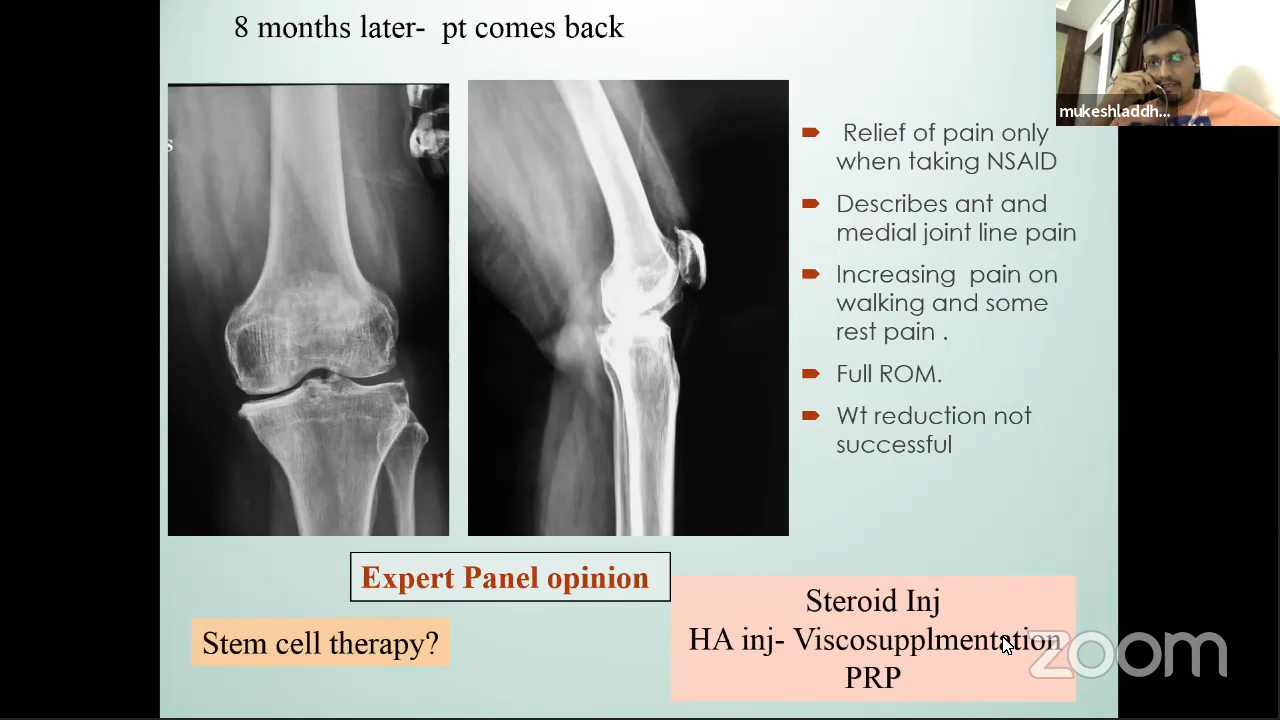 8 months later-  pt comes back
mukeshladdh...
s
Relief of pain only
when taking NSAID
Describes ant and
medial joint line pain
Increasing  pain on
walking and some
rest pain .
Full ROM.
Wt reduction not
successful
Expert Panel opinion
Stem cell therapy?
Steroid Inj
HA inj- Viscosupplmentation
PRP
zoom